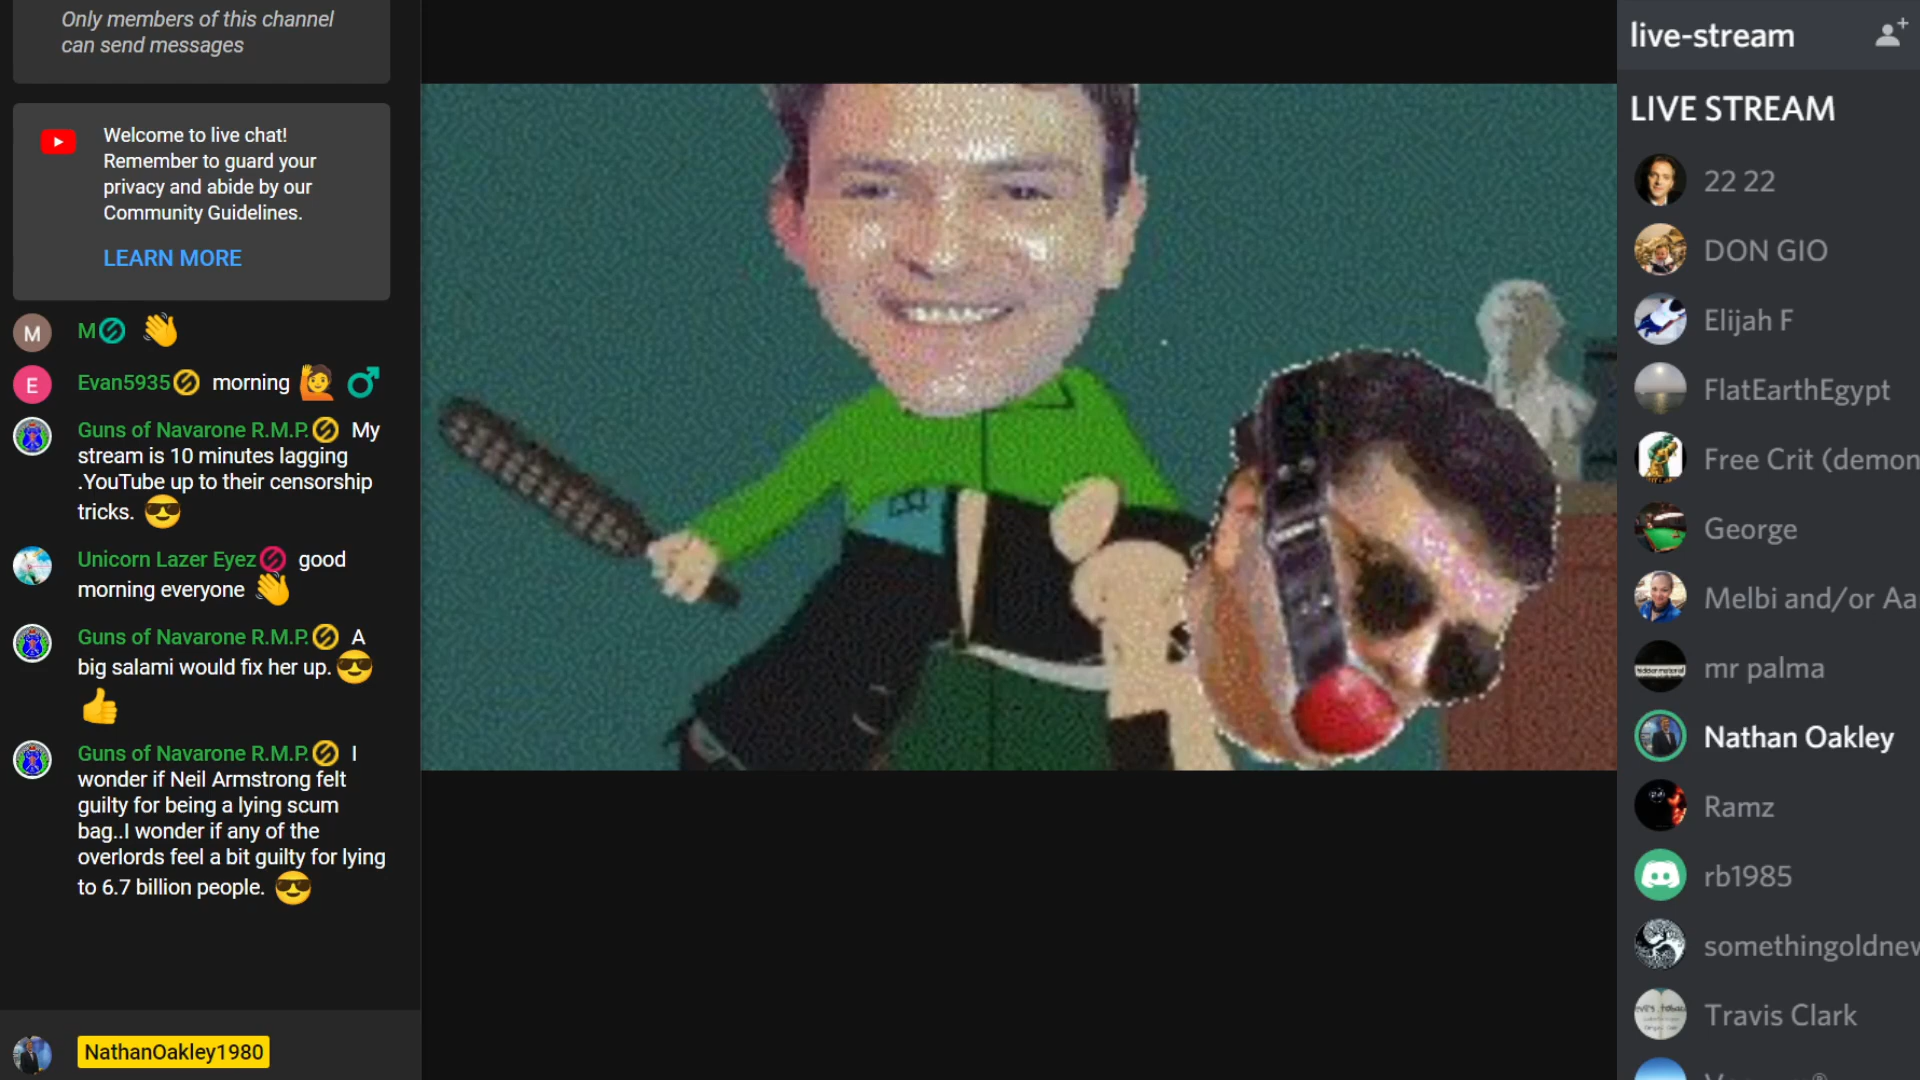 Only members of this channel
can send messages
Welcome to live chat!
Remember to guard your
privacy and abide by our
Community Guidelines.
LEARN MORE
M
M
E
Evan5935 morning
Guns of Navarone R.M.P. My
stream is 10 minutes lagging
.YouTube up to their censorship
tricks.
Unicorn Lazer Eyez good
morning everyone
Guns of Navarone R.M.P. A
big salami would fix her up.
Guns of Navarone R.M.P. I
wonder if Neil Armstrong felt
guilty for being a lying scum
bag..I wonder if any of the
overlords feel a bit guilty for lying
to 6.7 billion people.
NathanOakley1980
live-stream
LIVE STREAM
22 22
DON GIO
Elijah F
FlatEarthEgypt
Free Crit (demon
George
Melbi and/or Aa
mr palma
Nathan Oakley
Ramz
rb1985
somethingoldnew
Travis Clark